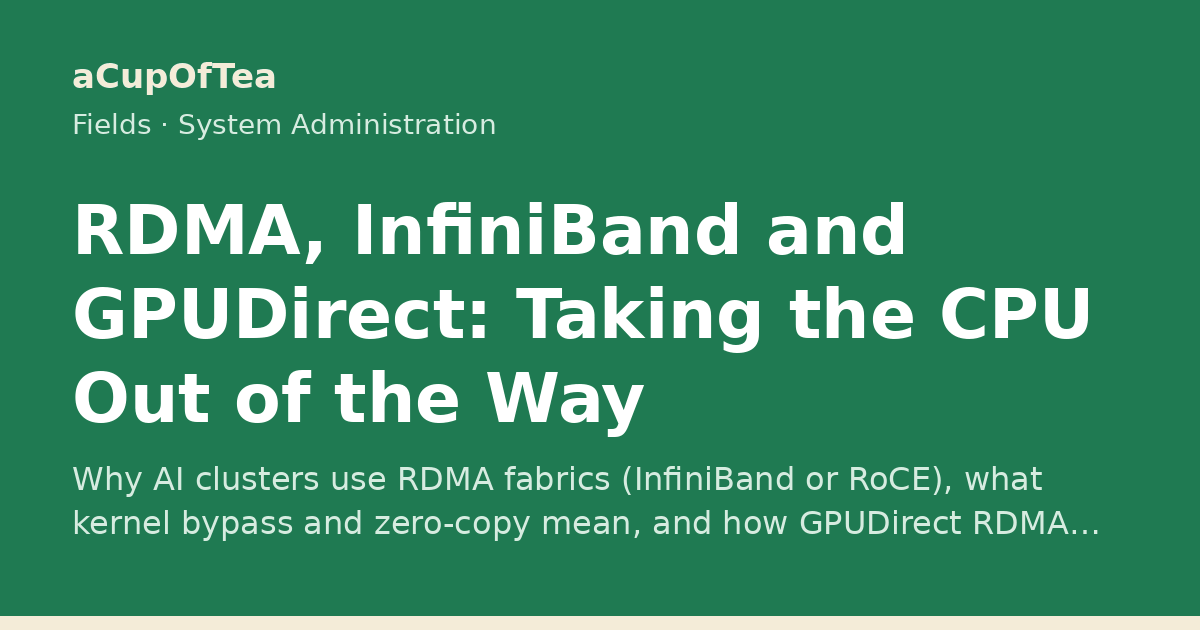 aCupOfTea
Fields · System Administration
RDMA, InfiniBand and
GPUDirect: Taking the CPU
Out of the Way
Why AI clusters use RDMA fabrics (InfiniBand or RoCE), what
kernel bypass and zero-copy mean, and how GPUDirect RDMA…